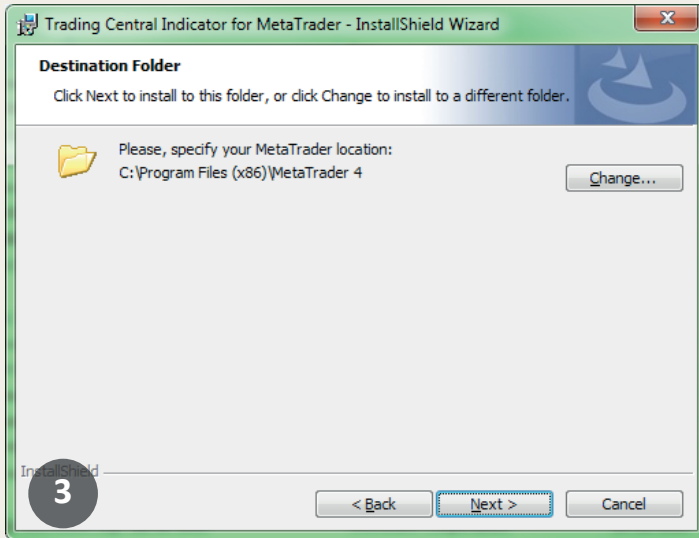 Trading Central Indicator for MetaTrader - InstallShield Wizard
Destination Folder
Click Next to install to this folder, or click Change to install to a different folder.
Please, specify your MetaTrader location:
C:\Program Files (x86)\MetaTrader 4
Change...
InstallShield
3
< Back
Next >
Cancel